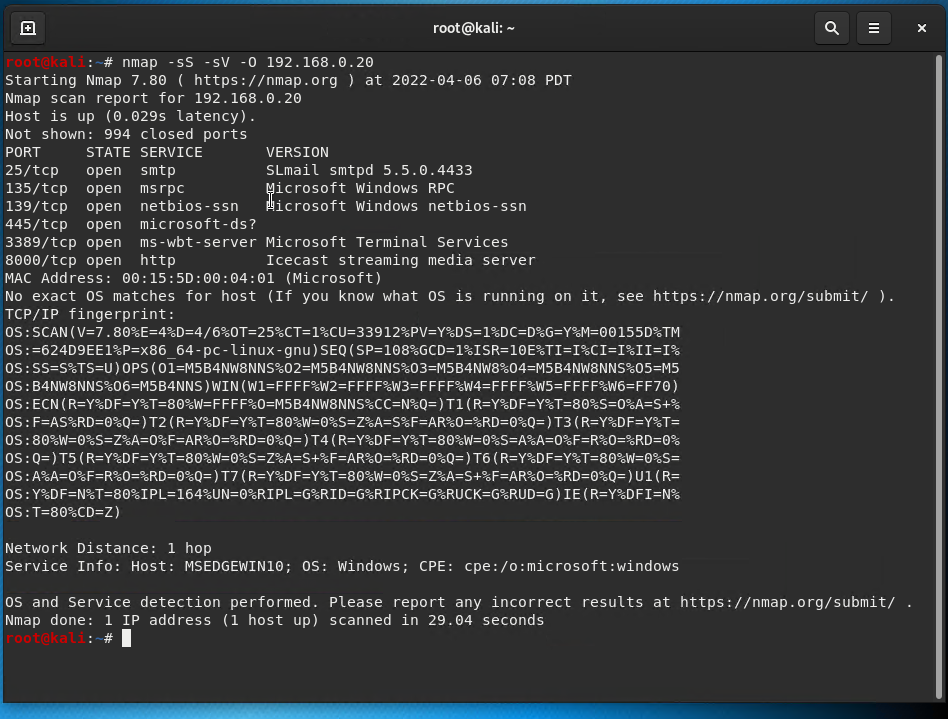 root@kali: ~
root@kali:~# nmap -sS -sV -O 192.168.0.20
Starting Nmap 7.80 ( https://nmap.org ) at 2022-04-06 07:08 PDT
Nmap scan report for 192.168.0.20
Host is up (0.029s latency).
Not shown: 994 closed ports
PORT     STATE SERVICE       VERSION
25/tcp   open  smtp          SLmail smtpd 5.5.0.4433
135/tcp  open  msrpc         Microsoft Windows RPC
139/tcp  open  netbios-ssn   Microsoft Windows netbios-ssn
445/tcp  open  microsoft-ds?
3389/tcp open  ms-wbt-server Microsoft Terminal Services
8000/tcp open  http          Icecast streaming media server
MAC Address: 00:15:5D:00:04:01 (Microsoft)
No exact OS matches for host (If you know what OS is running on it, see https://nmap.org/submit/ ).
TCP/IP fingerprint:
OS:SCAN(V=7.80%E=4%D=4/6%OT=25%CT=1%CU=33912%PV=Y%DS=1%DC=D%G=Y%M=00155D%TM
OS:=624D9EE1%P=x86_64-pc-linux-gnu)SEQ(SP=108%GCD=1%ISR=10E%TI=I%CI=I%II=I%
OS:SS=S%TS=U)OPS(O1=M5B4NW8NNS%O2=M5B4NW8NNS%O3=M5B4NW8%O4=M5B4NW8NNS%O5=M5
OS:B4NW8NNS%O6=M5B4NNS)WIN(W1=FFFF%W2=FFFF%W3=FFFF%W4=FFFF%W5=FFFF%W6=FF70)
OS:ECN(R=Y%DF=Y%T=80%W=FFFF%O=M5B4NW8NNS%CC=N%Q=)T1(R=Y%DF=Y%T=80%S=O%A=S+%
OS:F=AS%RD=0%Q=)T2(R=Y%DF=Y%T=80%W=0%S=Z%A=S%F=AR%O=%RD=0%Q=)T3(R=Y%DF=Y%T=
OS:80%W=0%S=Z%A=O%F=AR%O=%RD=0%Q=)T4(R=Y%DF=Y%T=80%W=0%S=A%A=O%F=R%O=%RD=0%
OS:Q=)T5(R=Y%DF=Y%T=80%W=0%S=Z%A=S+%F=AR%O=%RD=0%Q=)T6(R=Y%DF=Y%T=80%W=0%S=
OS:A%A=O%F=R%O=%RD=0%Q=)T7(R=Y%DF=Y%T=80%W=0%S=Z%A=S+%F=AR%O=%RD=0%Q=)U1(R=
OS:Y%DF=N%T=80%IPL=164%UN=0%RIPL=G%RID=G%RIPCK=G%RUCK=G%RUD=G)IE(R=Y%DFI=N%
OS:T=80%CD=Z)
Network Distance: 1 hop
Service Info: Host: MSEDGEWIN10; OS: Windows; CPE: cpe:/o:microsoft:windows
OS and Service detection performed. Please report any incorrect results at https://nmap.org/submit/ .
Nmap done: 1 IP address (1 host up) scanned in 29.04 seconds
root@kali:~#